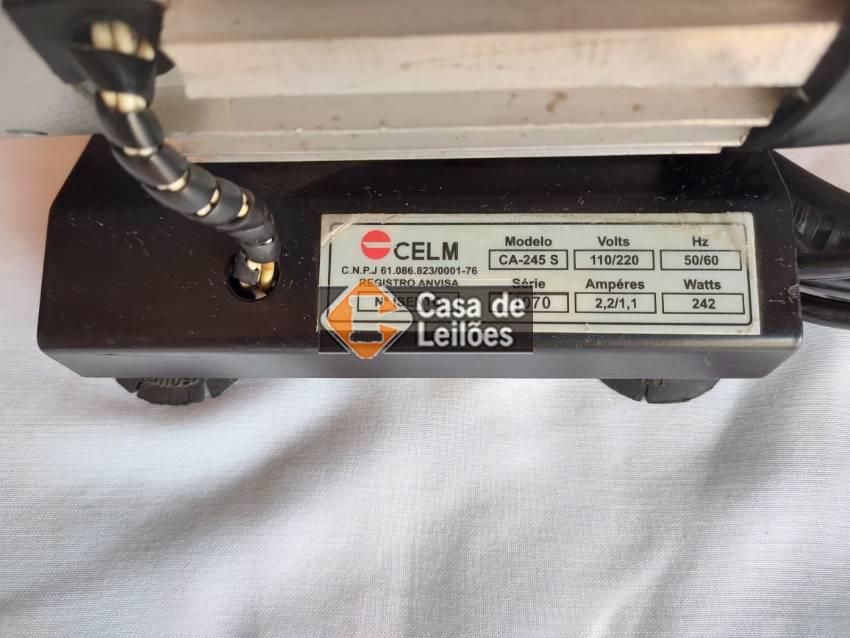 CELM
C.N.P.J 61.086.823/0001-76
REGISTRO ANVISA
Modelo Volts Hz
CA-245 S 110/220 50/60
Série Ampéres Watts
070 2,2/1,1 242
Casa de
Leilões